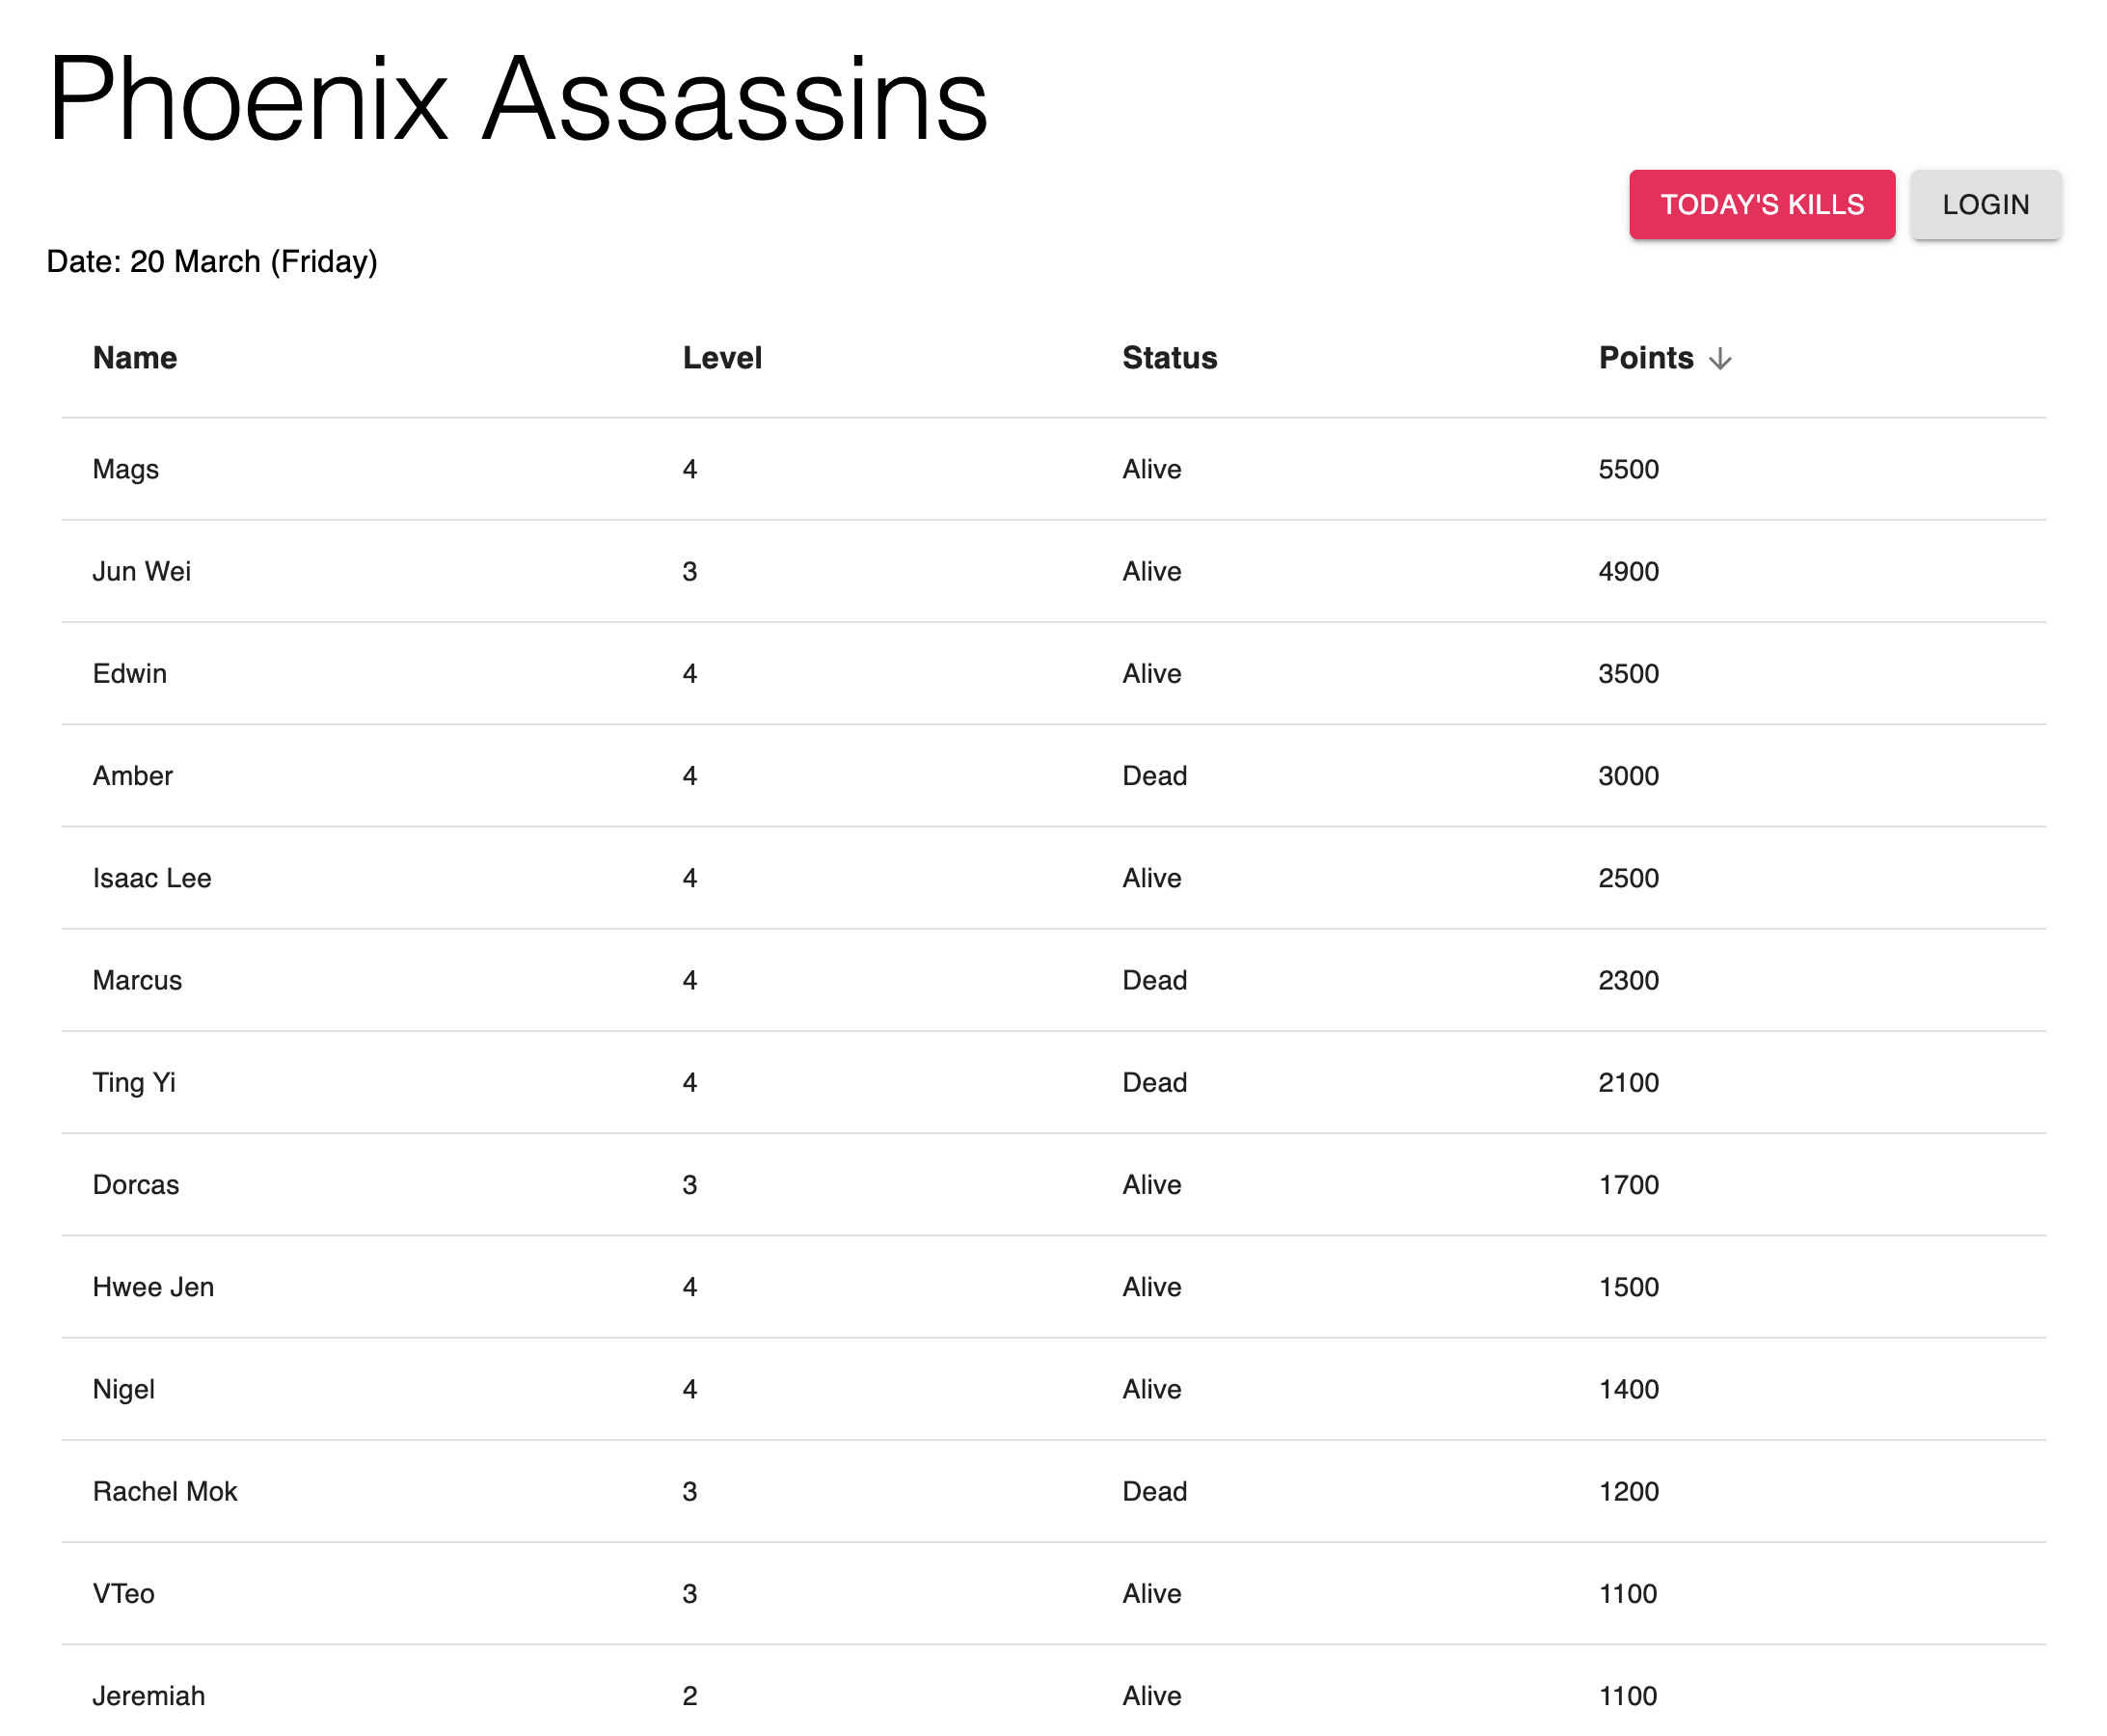 Phoenix Assassins
TODAY'S KILLS LOGIN
Date: 20 March (Friday)
Name Level Status Points
Mags 4 Alive 5500
Jun Wei 3 Alive 4900
Edwin 4 Alive 3500
Amber 4 Dead 3000
Isaac Lee 4 Alive 2500
Marcus 4 Dead 2300
Ting Yi 4 Dead 2100
Dorcas 3 Alive 1700
Hwee Jen 4 Alive 1500
Nigel 4 Alive 1400
Rachel Mok 3 Dead 1200
VTeo 3 Alive 1100
Jeremiah 2 Alive 1100